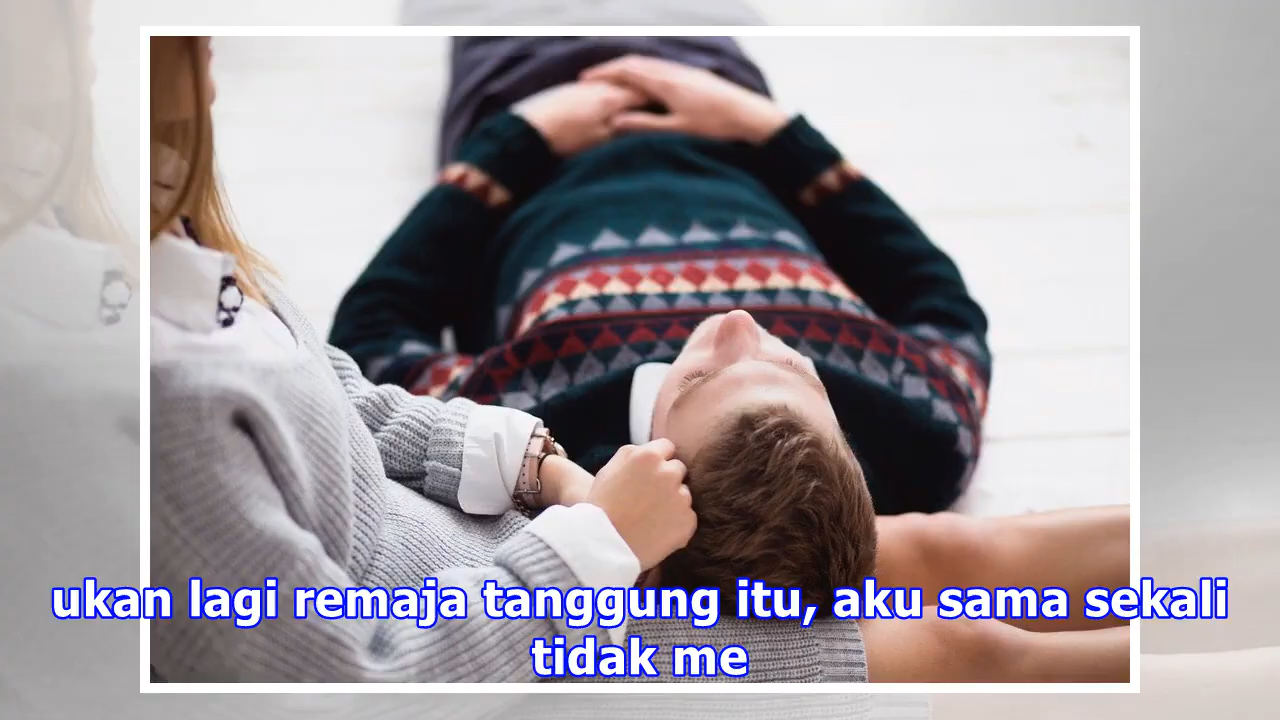 ukan lagi remaja tanggung itu, aku sama sekali
tidak me